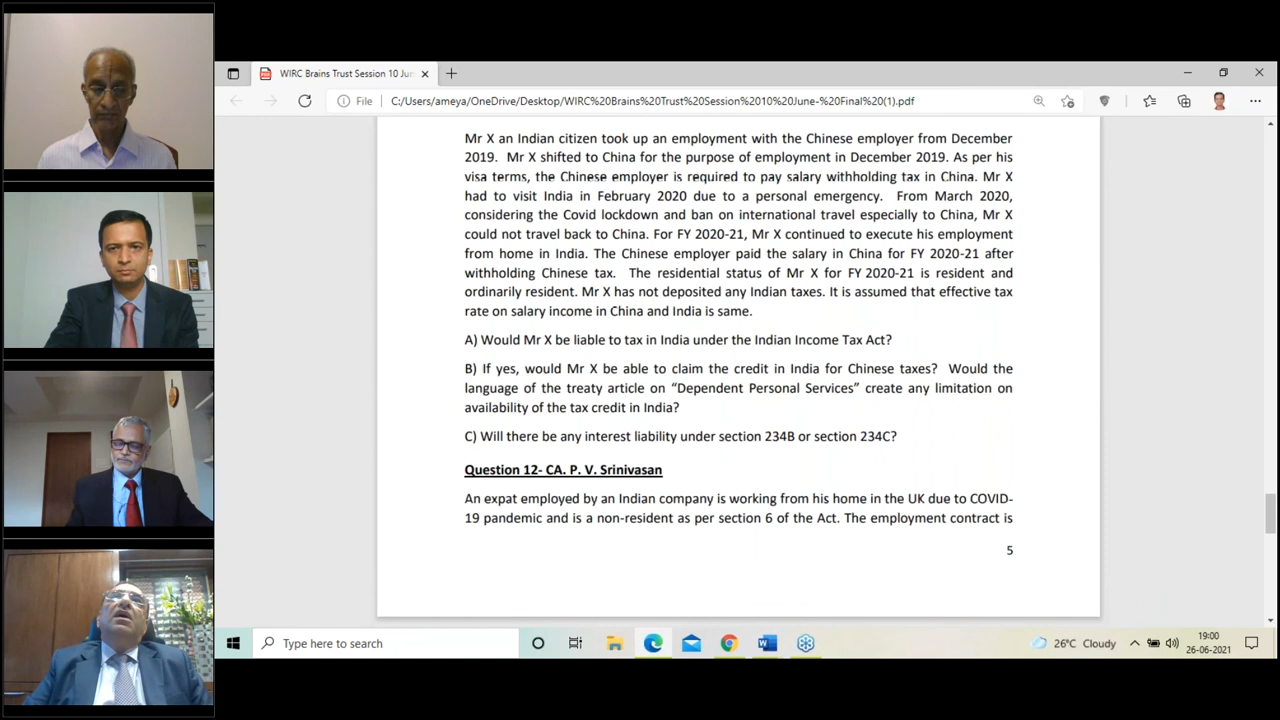 WIRC Brains Trust Session 10 Jun
File
C:/Users/ameya/OneDrive/Desktop/WIRC%20Brains%20Trust%20Session%2010%20June-%20Final%20(1).pdf
Mr X an Indian citizen took up an employment with the Chinese employer from December
2019. Mr X shifted to China for the purpose of employment in December 2019. As per his
visa terms, the Chinese employer is required to pay salary withholding tax in China. Mr X
had to visit India in February 2020 due to a personal emergency. From March 2020,
considering the Covid lockdown and ban on international travel especially to China, Mr X
could not travel back to China. For FY 2020-21, Mr X continued to execute his employment
from home in India. The Chinese employer paid the salary in China for FY 2020-21 after
withholding Chinese tax. The residential status of Mr X for FY 2020-21 is resident and
ordinarily resident. Mr X has not deposited any Indian taxes. It is assumed that effective tax
rate on salary income in China and India is same.
A) Would Mr X be liable to tax in India under the Indian Income Tax Act?
B) If yes, would Mr X be able to claim the credit in India for Chinese taxes? Would the
language of the treaty article on “Dependent Personal Services” create any limitation on
availability of the tax credit in India?
C) Will there be any interest liability under section 234B or section 234C?
Question 12- CA. P. V. Srinivasan
An expat employed by an Indian company is working from his home in the UK due to COVID-
19 pandemic and is a non-resident as per section 6 of the Act. The employment contract is
5
Type here to search
26°C Cloudy
19:00
26-06-2021